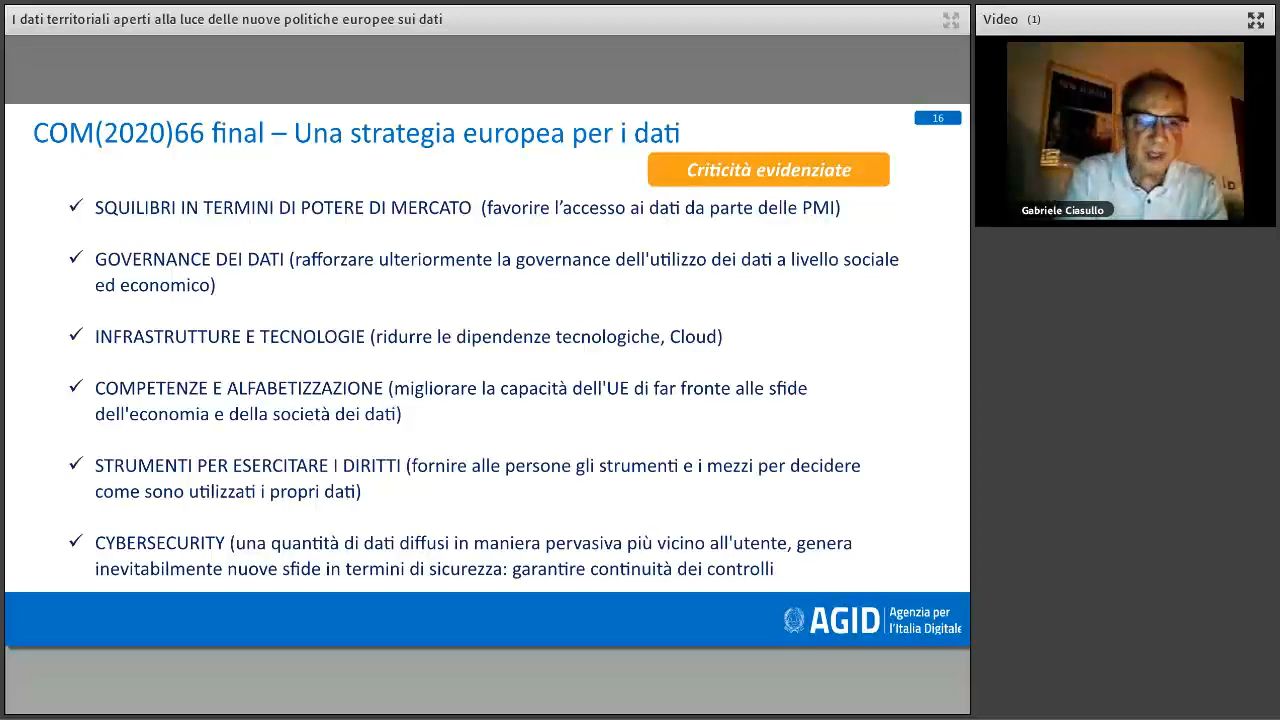 I dati territoriali aperti alla luce delle nuove politiche europee sui dati
Video (1)
Gabriele Ciasullo
COM(2020)66 final – Una strategia europea per i dati
16
Criticità evidenziate
✓ SQUILIBRI IN TERMINI DI POTERE DI MERCATO (favorire l’accesso ai dati da parte delle PMI)
✓ GOVERNANCE DEI DATI (rafforzare ulteriormente la governance dell'utilizzo dei dati a livello sociale
ed economico)
✓ INFRASTRUTTURE E TECNOLOGIE (ridurre le dipendenze tecnologiche, Cloud)
✓ COMPETENZE E ALFABETIZZAZIONE (migliorare la capacità dell'UE di far fronte alle sfide
dell'economia e della società dei dati)
✓ STRUMENTI PER ESERCITARE I DIRITTI (fornire alle persone gli strumenti e i mezzi per decidere
come sono utilizzati i propri dati)
✓ CYBERSECURITY (una quantità di dati diffusi in maniera pervasiva più vicino all'utente, genera
inevitabilmente nuove sfide in termini di sicurezza: garantire continuità dei controlli
AGID
Agenzia per
l'Italia Digitale